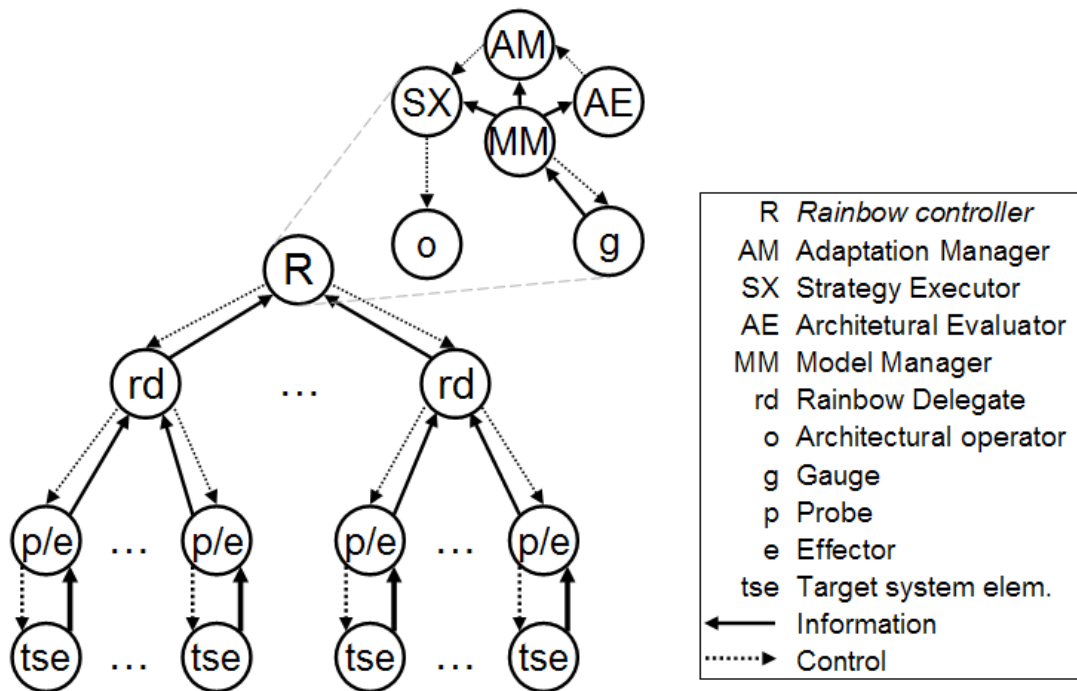 AM
SX
AE
MM
o
g
R
rd
...
rd
p/e ... p/e
p/e ... p/e
tse ... tse
tse ... tse
R Rainbow controller
AM Adaptation Manager
SX Strategy Executor
AE Architetural Evaluator
MM Model Manager
rd Rainbow Delegate
o Architectural operator
g Gauge
p Probe
e Effector
tse Target system elem.
Information
Control